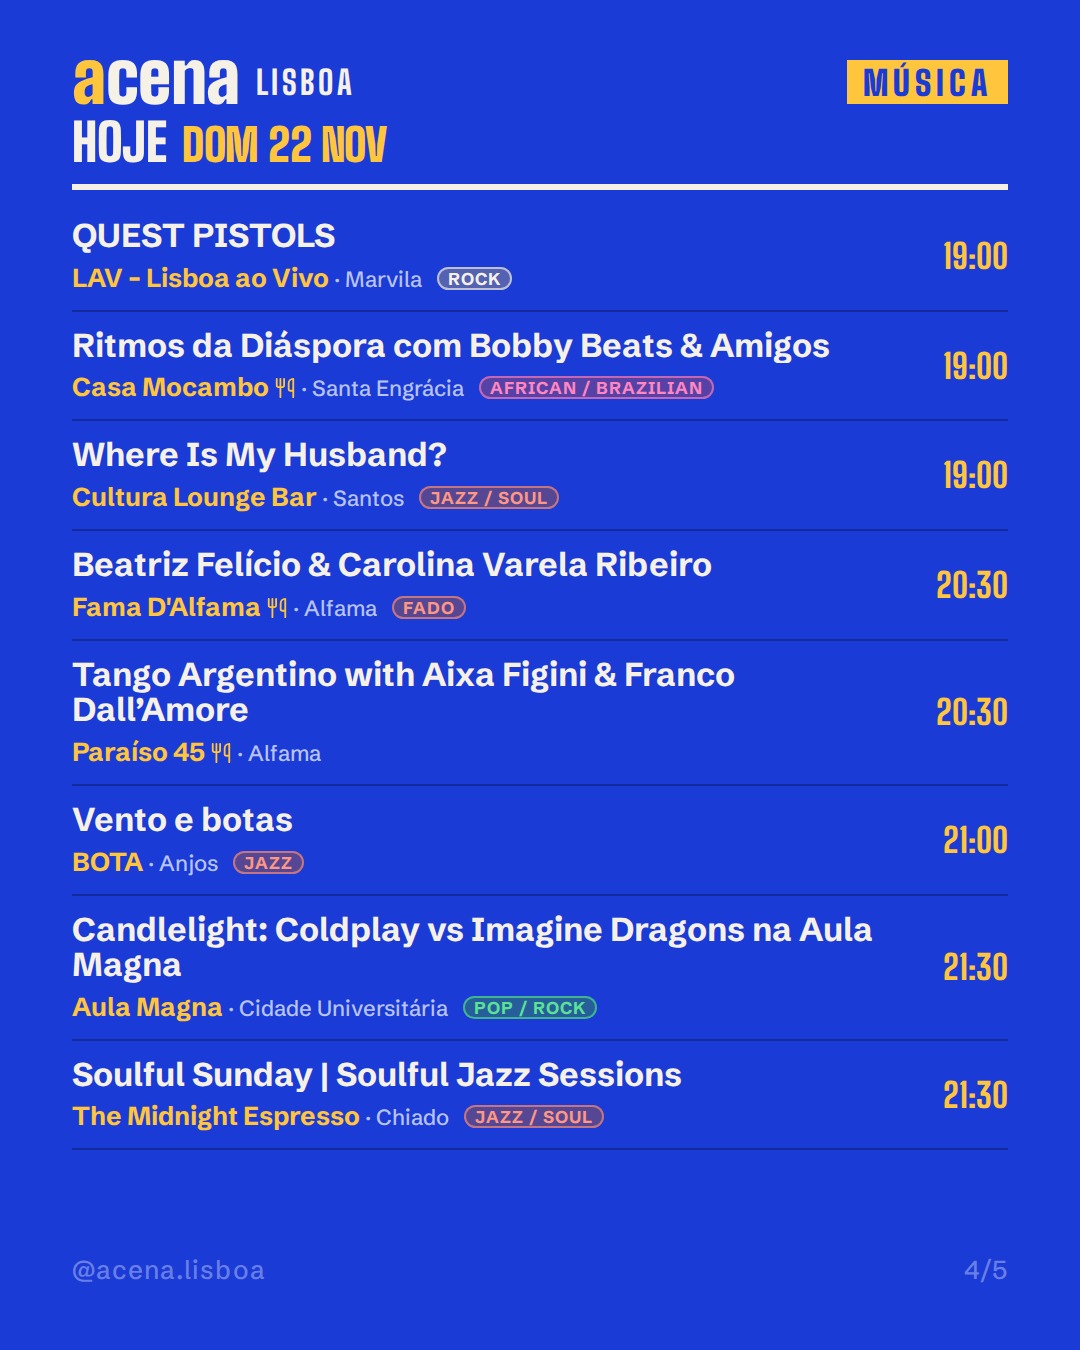 acena LISBOA
MÚSICA
HOJE DOM 22 NOV
QUEST PISTOLS
LAV – Lisboa ao Vivo · Marvila ROCK
19:00
Ritmos da Diáspora com Bobby Beats & Amigos
Casa Mocambo · Santa Engrácia AFRICAN / BRAZILIAN
19:00
Where Is My Husband?
Cultura Lounge Bar · Santos JAZZ / SOUL
19:00
Beatriz Felício & Carolina Varela Ribeiro
Fama D'Alfama · Alfama FADO
20:30
Tango Argentino with Aixa Figini & Franco
Dall’Amore
Paraíso 45 · Alfama
20:30
Vento e botas
BOTA · Anjos JAZZ
21:00
Candlelight: Coldplay vs Imagine Dragons na Aula
Magna
Aula Magna · Cidade Universitária POP / ROCK
21:30
Soulful Sunday | Soulful Jazz Sessions
The Midnight Espresso · Chiado JAZZ / SOUL
21:30
@acena.lisboa
4/5